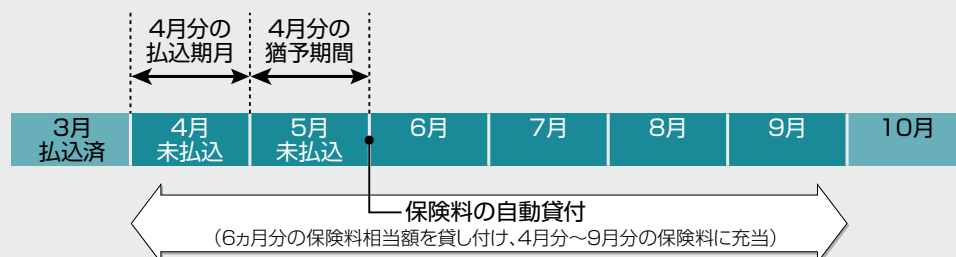 4月分の
払込期月
4月分の
猶予期間
3月
払込済
4月
未払込
5月
未払込
6月
7月
8月
9月
10月
保険料の自動貸付
(6ヵ月分の保険料相当額を貸し付け、4月分～9月分の保険料に充当)